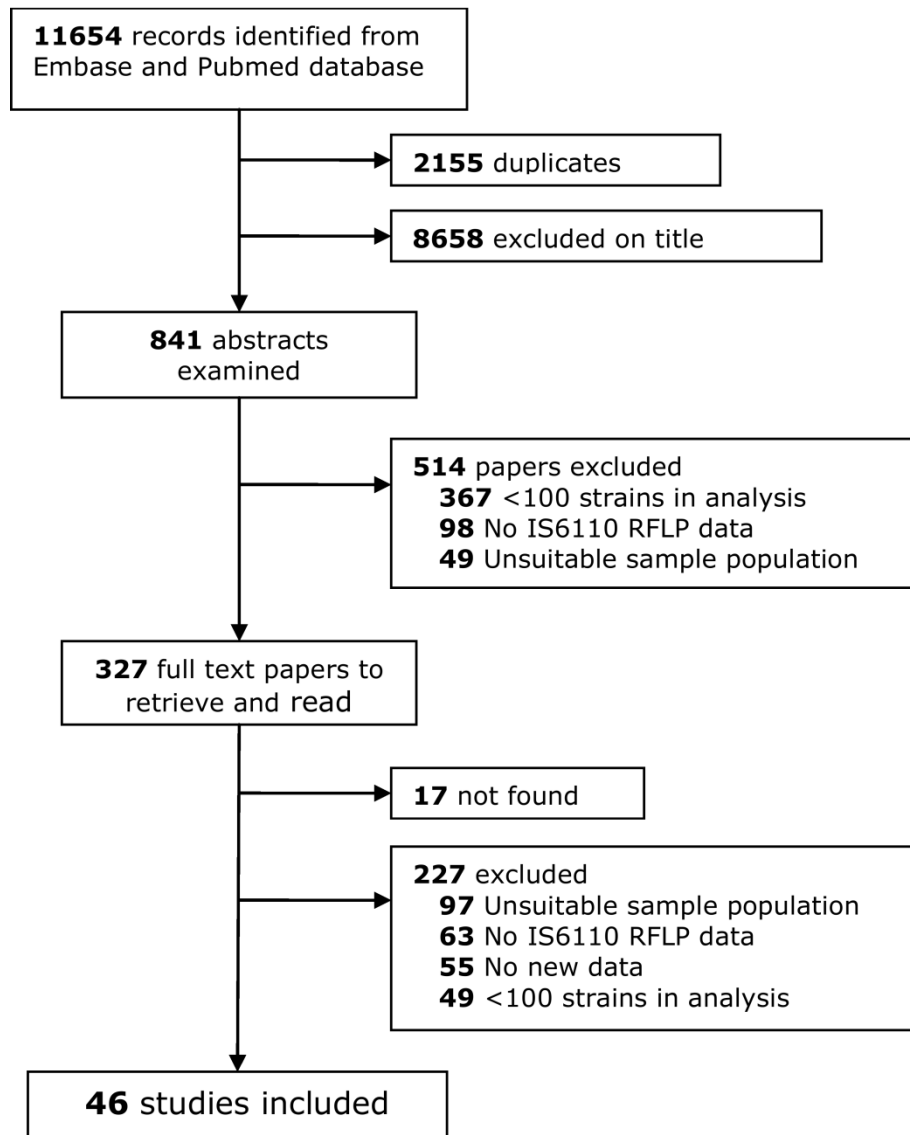 11654 records identified from
Embase and Pubmed database
2155 duplicates
8658 excluded on title
841 abstracts
examined
514 papers excluded
367 <100 strains in analysis
98 No IS6110 RFLP data
49 Unsuitable sample population
327 full text papers to
retrieve and read
17 not found
227 excluded
97 Unsuitable sample population
63 No IS6110 RFLP data
55 No new data
49 <100 strains in analysis
46 studies included